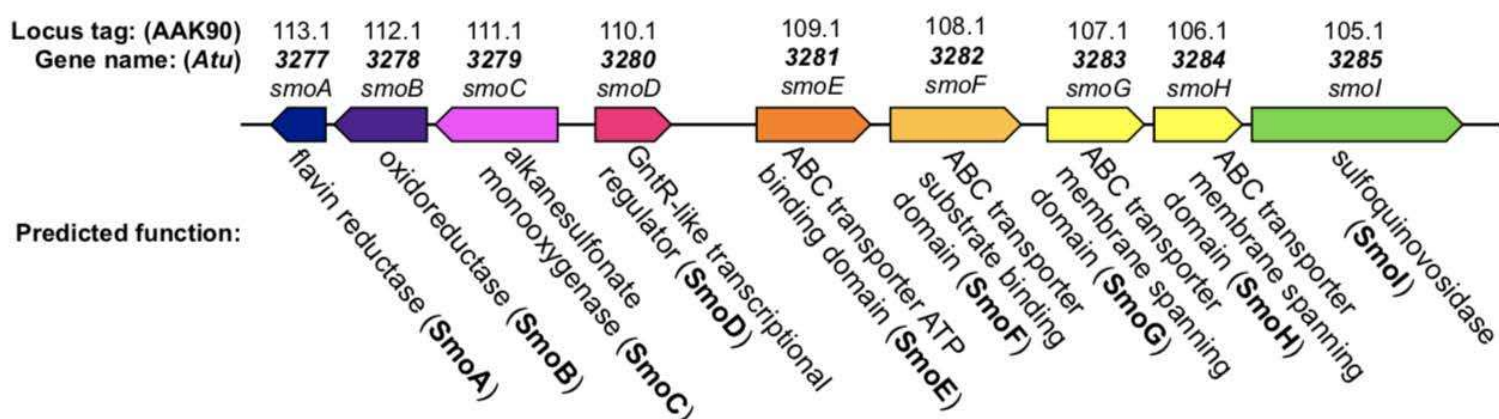 Locus tag: (AAK90) 113.1 112.1 111.1 110.1 109.1 108.1 107.1 106.1 105.1
Gene name: (Atu) 3277 3278 3279 3280 3281 3282 3283 3284 3285
smoA smoB smoC smoD smoE smoF smoG smoH smoI
Predicted function:
flavin reductase (SmoA)
oxidoreductase (SmoB)
alkanesulfonate
monooxygenase (SmoC)
GntR-like transcriptional
regulator (SmoD)
ABC transporter ATP
binding domain (SmoE)
ABC transporter
substrate binding
domain (SmoF)
ABC transporter
membrane spanning
domain (SmoG)
ABC transporter
membrane spanning
domain (SmoH)
sulfoquinovosidase
(SmoI)